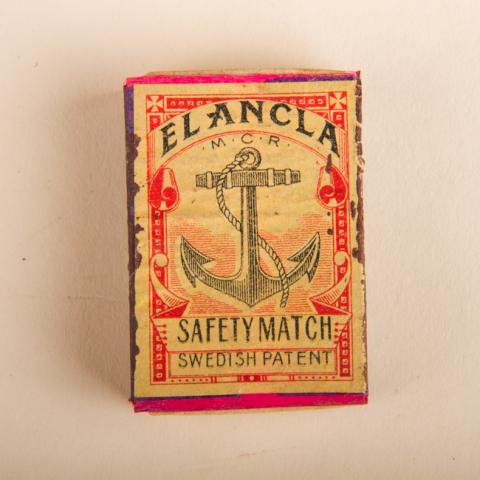 EL ANCLA
·M·C·R·
SAFETY MATCH
SWEDISH PATENT